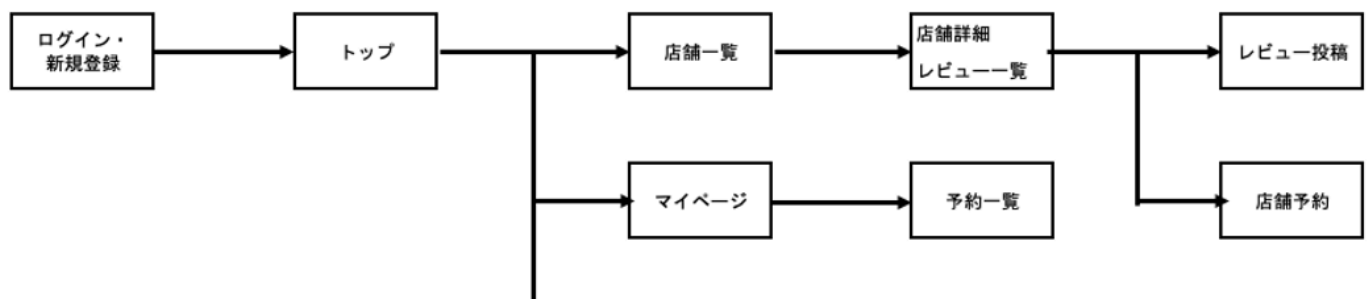 ログイン・
新規登録
トップ
店舗一覧
店舗詳細
レビュー一覧
レビュー投稿
マイページ
予約一覧
店舗予約